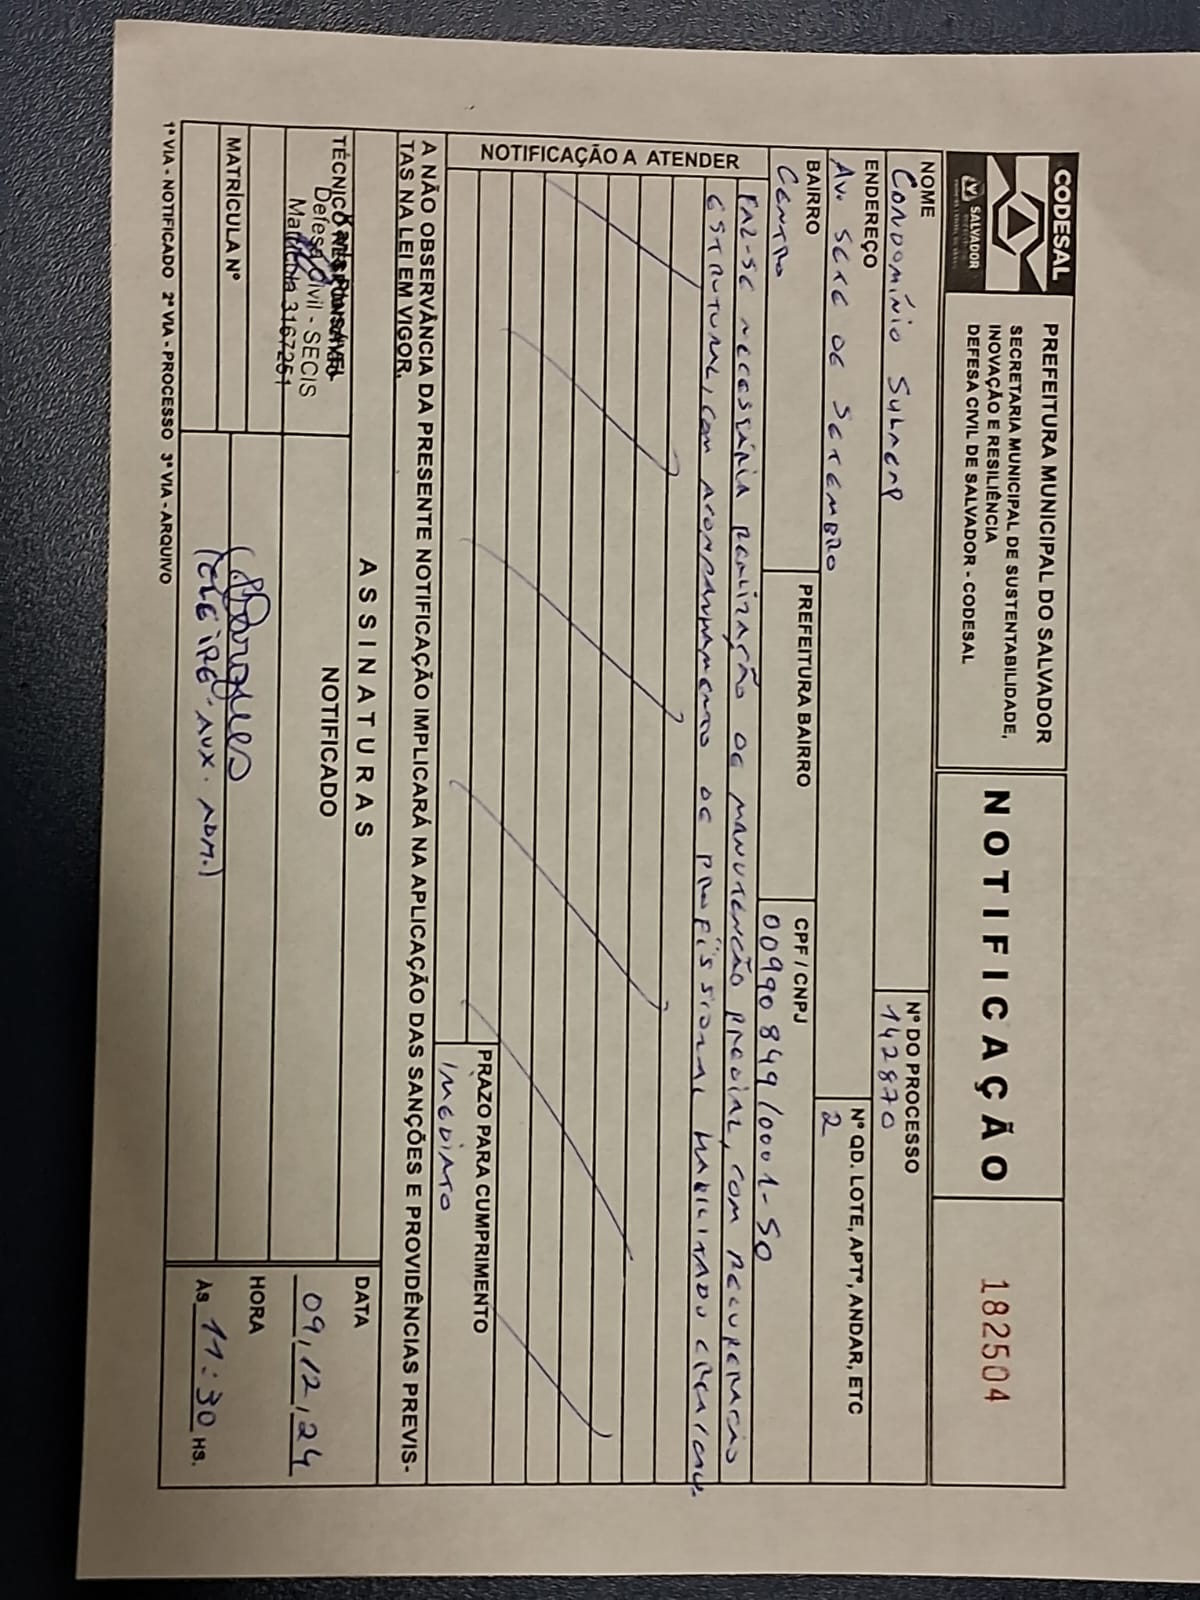 CODESAL
SALVADOR
PREFEITURA MUNICIPAL DO SALVADOR
SECRETARIA MUNICIPAL DE SUSTENTABILIDADE,
INOVAÇÃO E RESILIÊNCIA
DEFESA CIVIL DE SALVADOR - CODESAL
NOTIFICAÇÃO
182504
NOME
CONDOMÍNIO
Nº DO PROCESSO
142870
ENDEREÇO
AV. SETE DE SETEMBRO
Nº QD. LOTE, APTº, ANDAR, ETC
2
BAIRRO
CENTRO
PREFEITURA BAIRRO
CPF / CNPJ
00990849/0001-50
NOTIFICAÇÃO A ATENDER
FAZ-SE NECESSÁRIA REALIZAÇÃO DE MANUTENÇÃO PREDIAL, COM RECUPERAÇÃO
ESTRUTURAL, COM ACOMPANHAMENTO DE PROFISSIONAL HABILITADO
PRAZO PARA CUMPRIMENTO
IMEDIATO
A NÃO OBSERVÂNCIA DA PRESENTE NOTIFICAÇÃO IMPLICARÁ NA APLICAÇÃO DAS SANÇÕES E PROVIDÊNCIAS PREVIS-
TAS NA LEI EM VIGOR.
ASSINATURAS
TÉCNICO RESPONSÁVEL
Defesa Civil - SECIS
Matrícula 3167251
NOTIFICADO
DATA
09/12/24
MATRÍCULA Nº
AUX. ADM.)
HORA
ÀS 11:30 HS.
1ª VIA - NOTIFICADO 2ª VIA - PROCESSO 3ª VIA - ARQUIVO